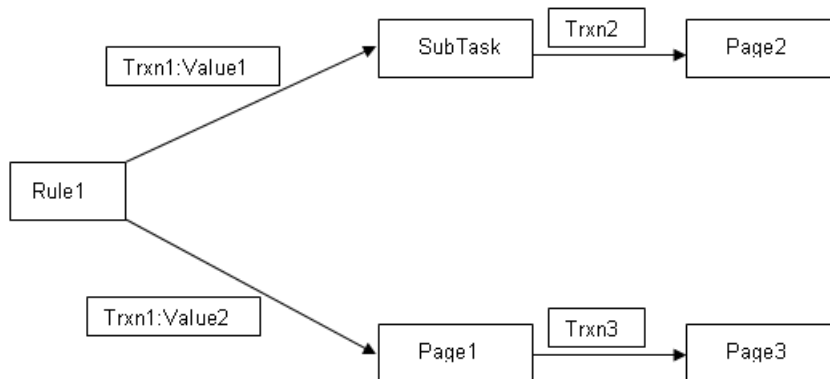 SubTask
Trxn2
Page2
Trxn1:Value1
Rule1
Trxn1:Value2
Page1
Trxn3
Page3